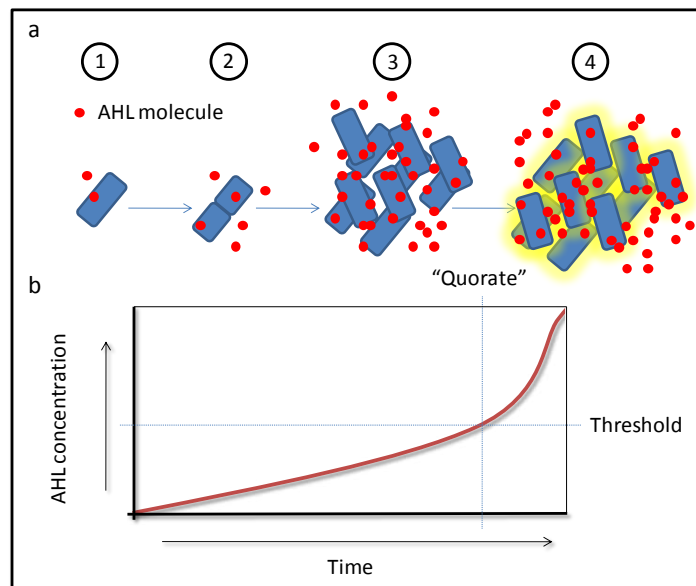 a
1 2 3 4
AHL molecule
“Quorate”
b
AHL concentration
Threshold
Time